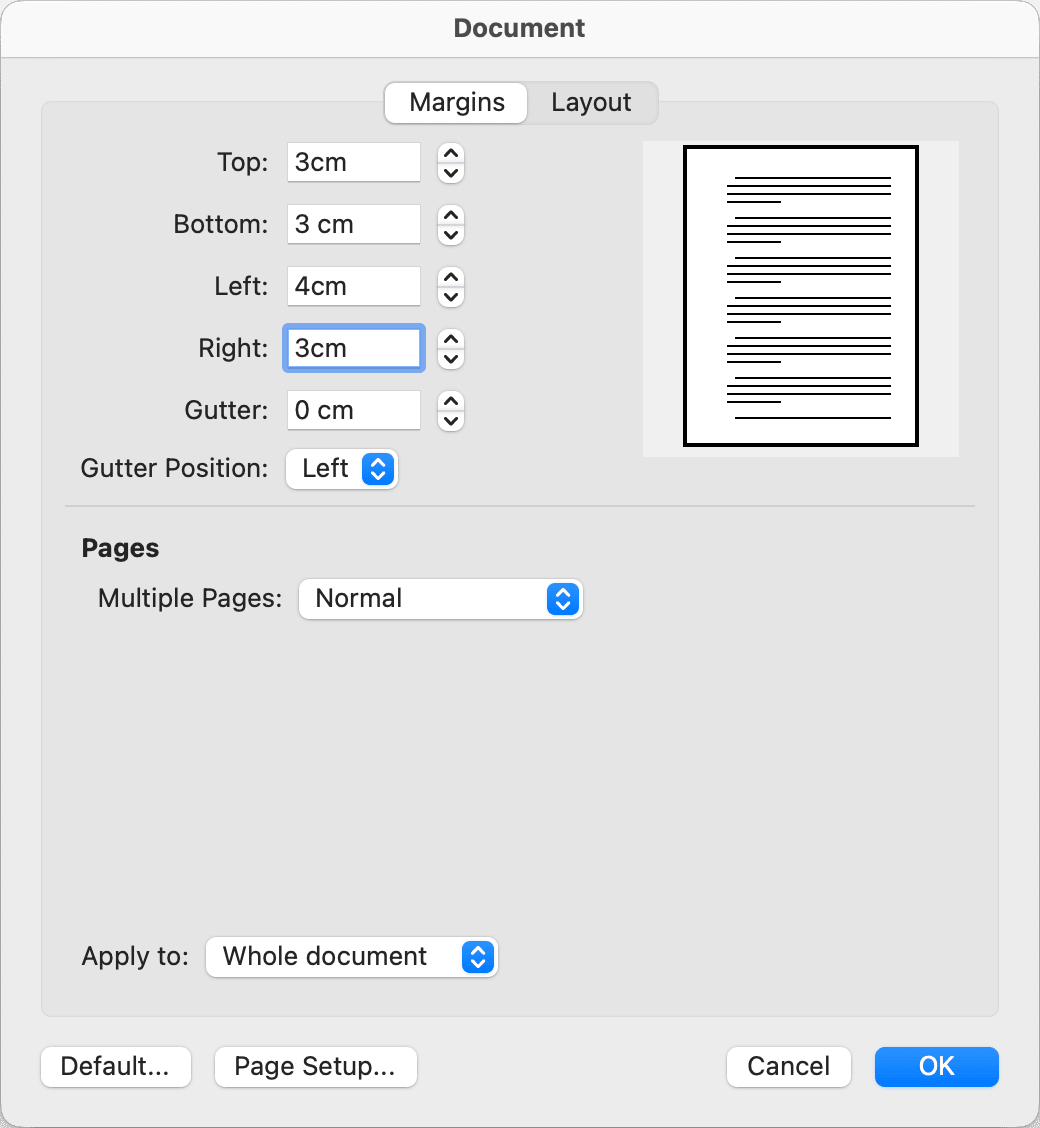 Document
Margins Layout
Top: 3cm
Bottom: 3 cm
Left: 4cm
Right: 3cm
Gutter: 0 cm
Gutter Position: Left
Pages
Multiple Pages: Normal
Apply to: Whole document
Default... Page Setup... Cancel OK